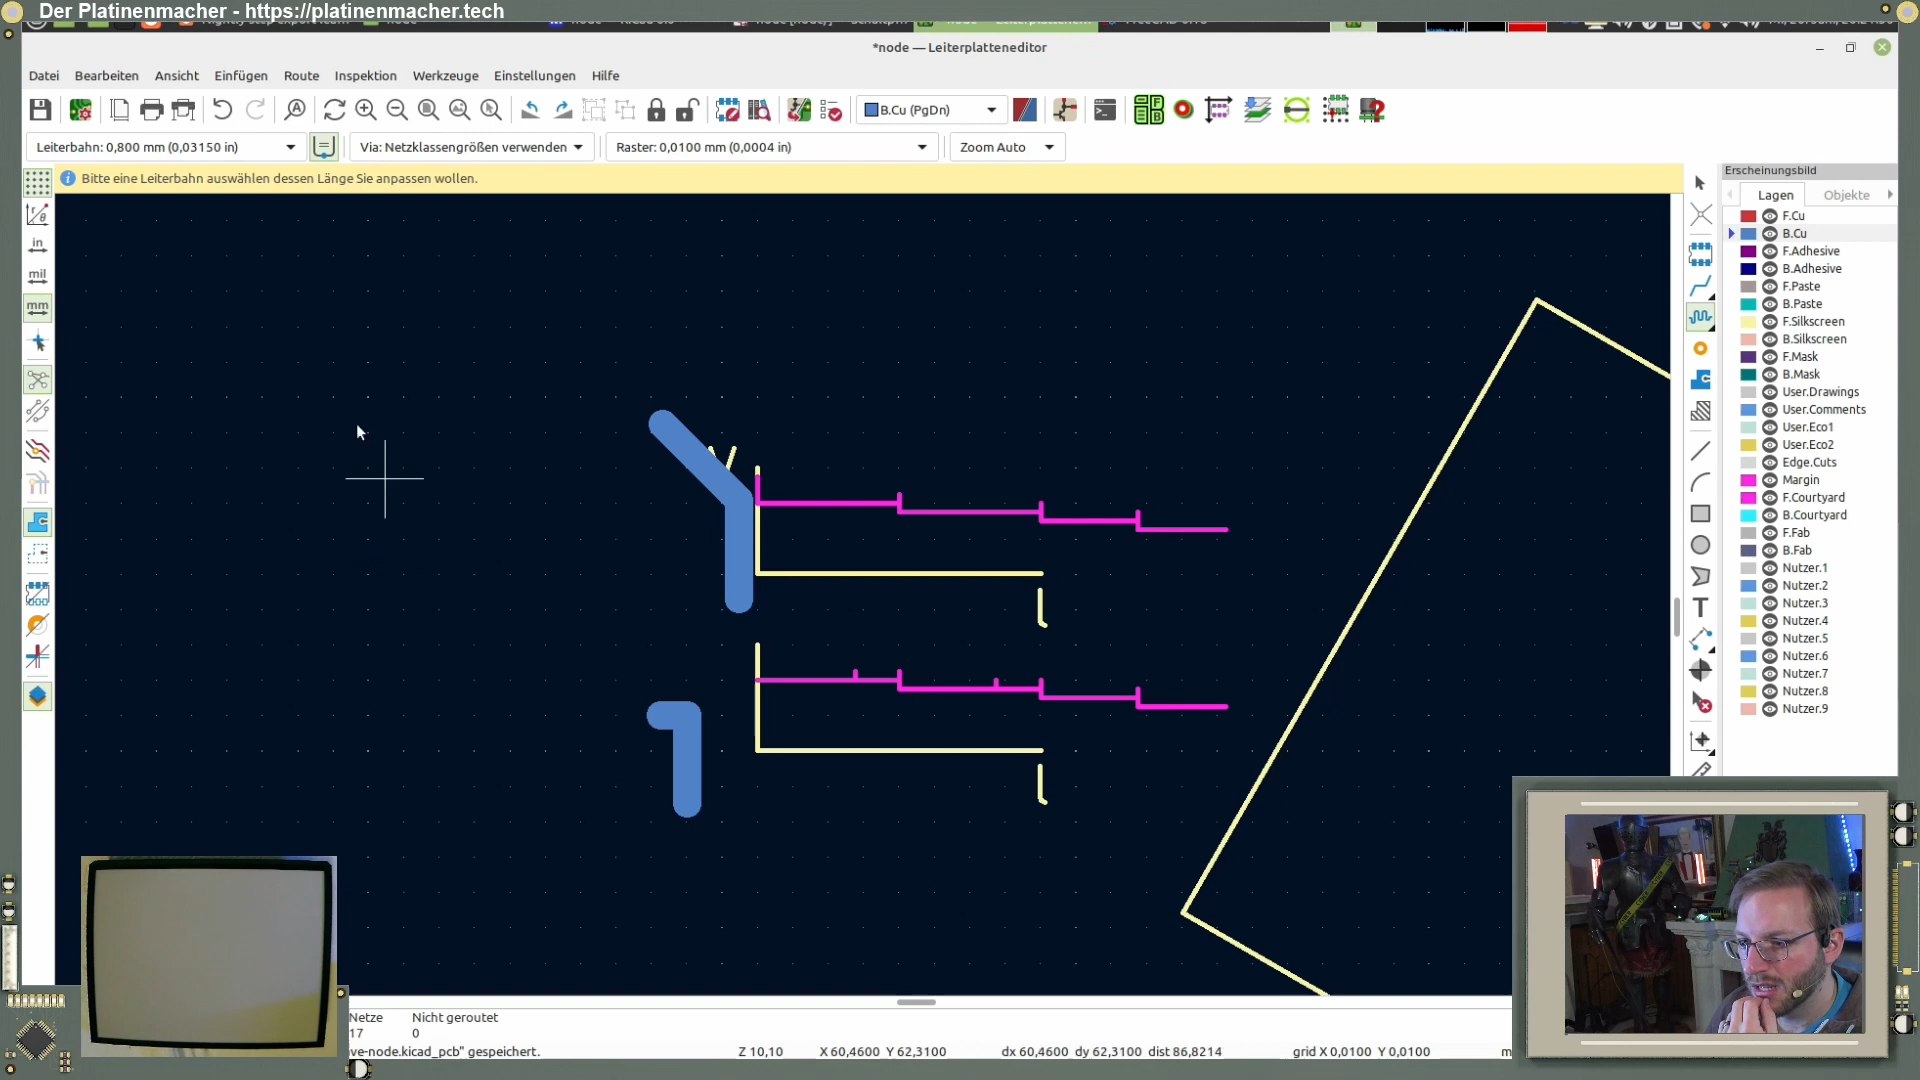 Der Platinenmacher - https://platinenmacher.tech
*node — Leiterplatteneditor
Datei Bearbeiten Ansicht Einfügen Route Inspektion Werkzeuge Einstellungen Hilfe
B.Cu (PgDn)
Leiterbahn: 0,800 mm (0,03150 in) Via: Netzklassengrößen verwenden Raster: 0,0100 mm (0,0004 in) Zoom Auto
Bitte eine Leiterbahn auswählen dessen Länge Sie anpassen wollen.
in
mil
mm
Erscheinungsbild
Lagen Objekte
F.Cu
B.Cu
F.Adhesive
B.Adhesive
F.Paste
B.Paste
F.Silkscreen
B.Silkscreen
F.Mask
B.Mask
User.Drawings
User.Comments
User.Eco1
User.Eco2
Edge.Cuts
Margin
F.Courtyard
B.Courtyard
F.Fab
B.Fab
Nutzer.1
Nutzer.2
Nutzer.3
Nutzer.4
Nutzer.5
Nutzer.6
Nutzer.7
Nutzer.8
Nutzer.9
Netze Nicht geroutet
17 0
ve-node.kicad_pcb" gespeichert. Z 10,10 X 60,4600 Y 62,3100 dx 60,4600 dy 62,3100 dist 86,8214 grid X 0,0100 Y 0,0100